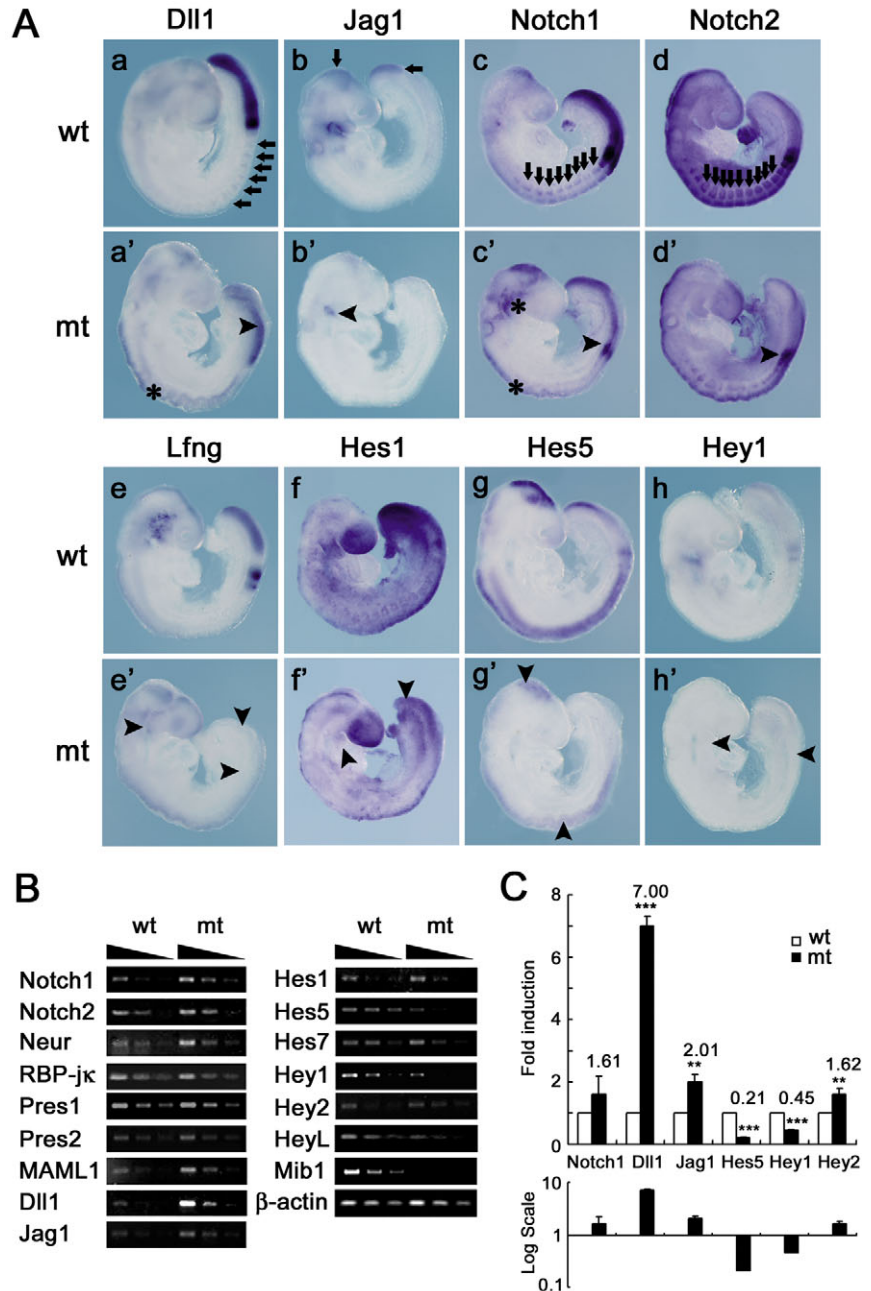 A
Dll1 Jag1 Notch1 Notch2
wt a b c d
mt a' b' c' d'
* * *
Lfng Hes1 Hes5 Hey1
wt e f g h
mt e' f' g' h'
B
wt mt
Notch1
Notch2
Neur
RBP-jκ
Pres1
Pres2
MAML1
Dll1
Jag1
wt mt
Hes1
Hes5
Hes7
Hey1
Hey2
HeyL
Mib1
β-actin
C
Fold induction
8
6
4
2
0
wt
mt
1.61
7.00
***
2.01
**
0.21
***
0.45
***
1.62
**
Notch1 Dll1 Jag1 Hes5 Hey1 Hey2
Log Scale
10
1
0.1